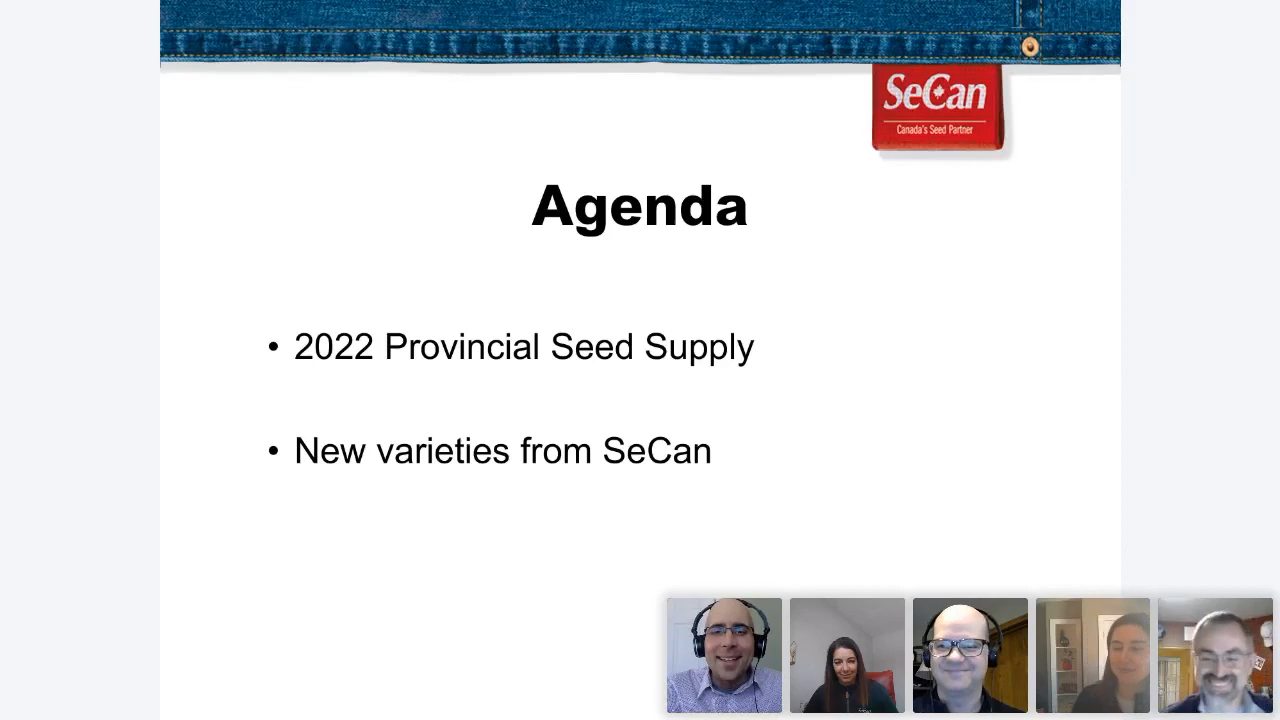 SeCan
Canada's Seed Partner
Agenda
• 2022 Provincial Seed Supply
• New varieties from SeCan